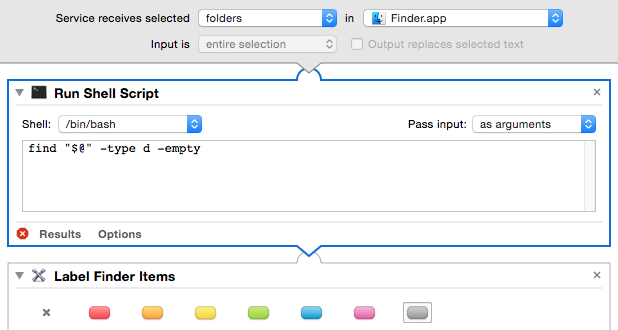 Service receives selected folders in Finder.app
Input is entire selection Output replaces selected text
Run Shell Script
Shell: /bin/bash Pass input: as arguments
find "$@" -type d -empty
Results Options
Label Finder Items